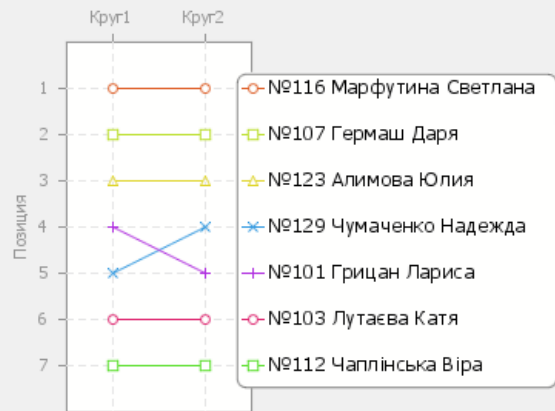 Круг1 Круг2
Позиция
1 №116 Марфутина Светлана
2 №107 Гермаш Даря
3 №123 Алимова Юлия
4 №129 Чумаченко Надежда
5 №101 Грицан Лариса
6 №103 Лутаєва Катя
7 №112 Чаплінська Віра